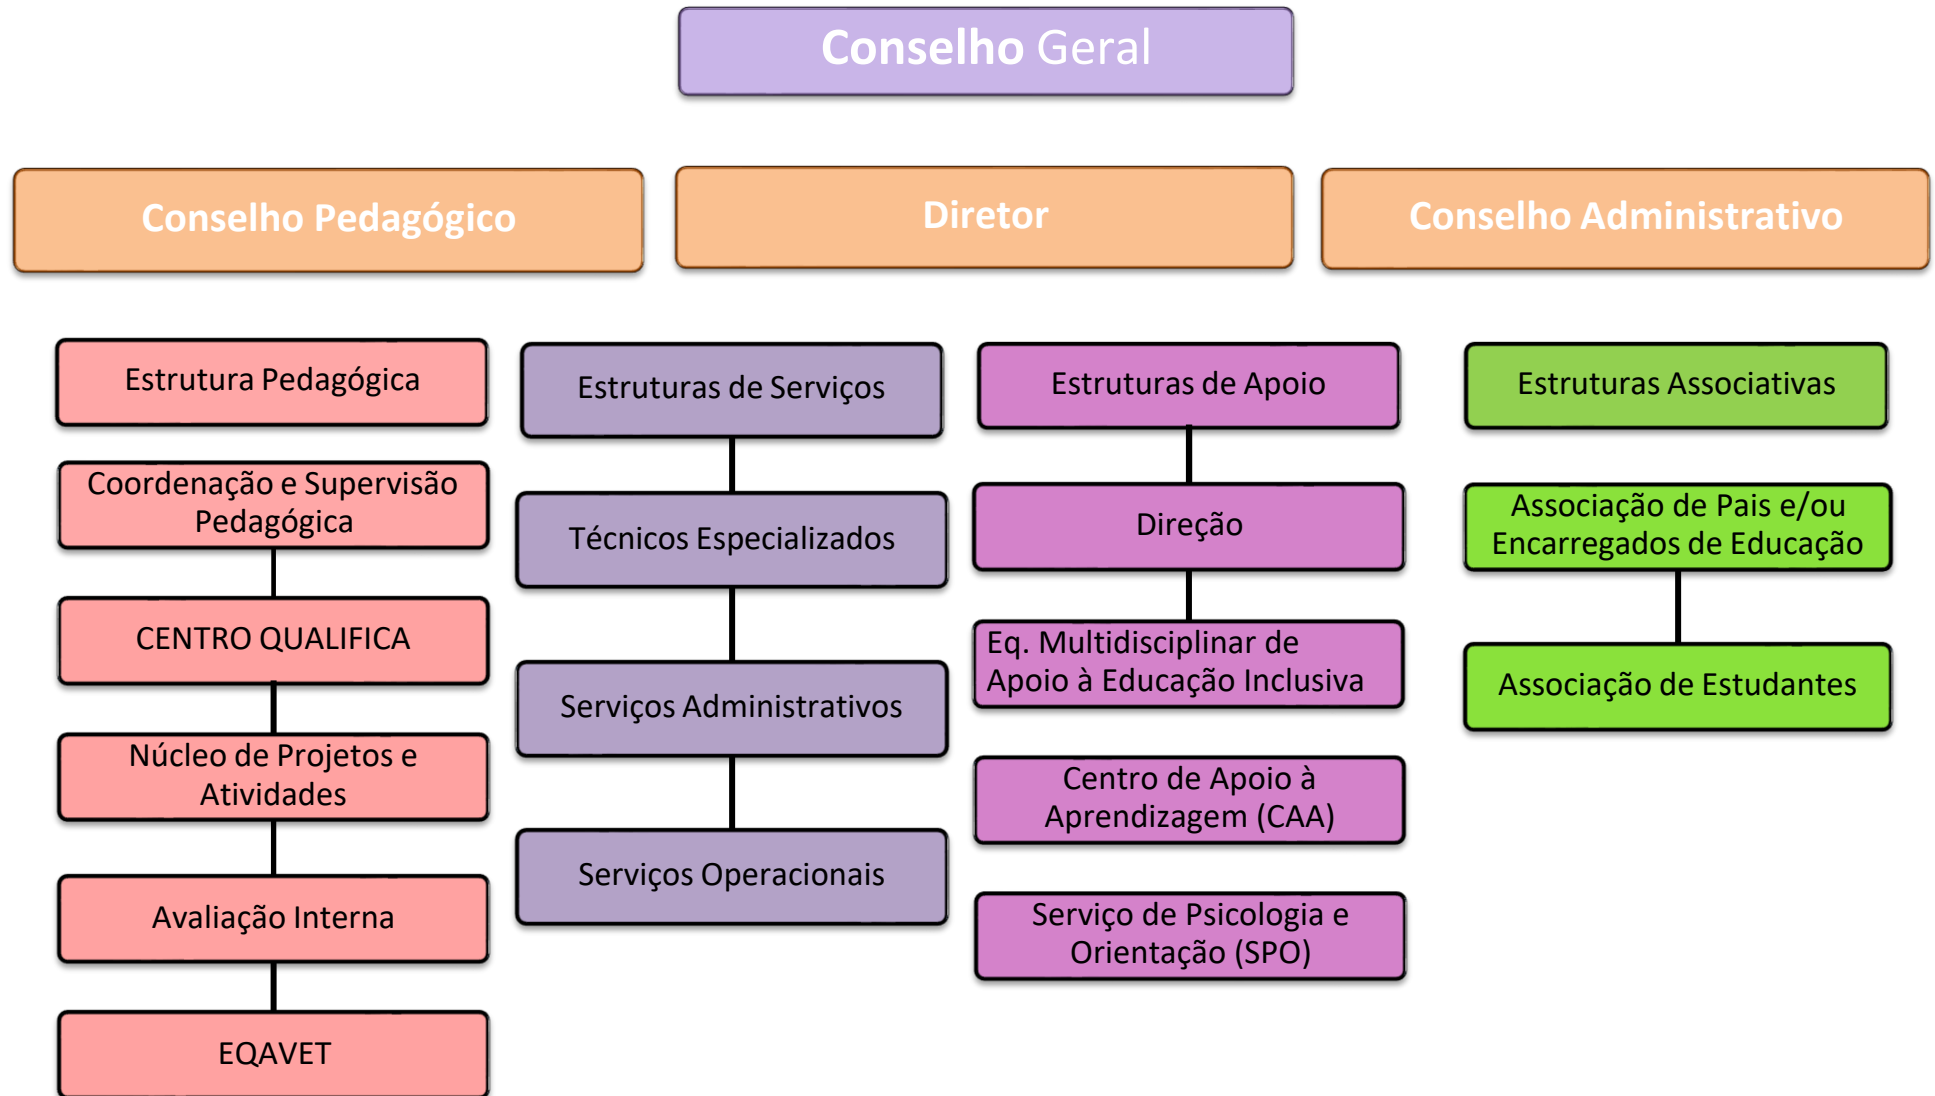 Conselho Geral
Conselho Pedagógico
Diretor
Conselho Administrativo
Estrutura Pedagógica
Coordenação e Supervisão
Pedagógica
CENTRO QUALIFICA
Núcleo de Projetos e
Atividades
Avaliação Interna
EQAVET
Estruturas de Serviços
Técnicos Especializados
Serviços Administrativos
Serviços Operacionais
Estruturas de Apoio
Direção
Eq. Multidisciplinar de
Apoio à Educação Inclusiva
Centro de Apoio à
Aprendizagem (CAA)
Serviço de Psicologia e
Orientação (SPO)
Estruturas Associativas
Associação de Pais e/ou
Encarregados de Educação
Associação de Estudantes